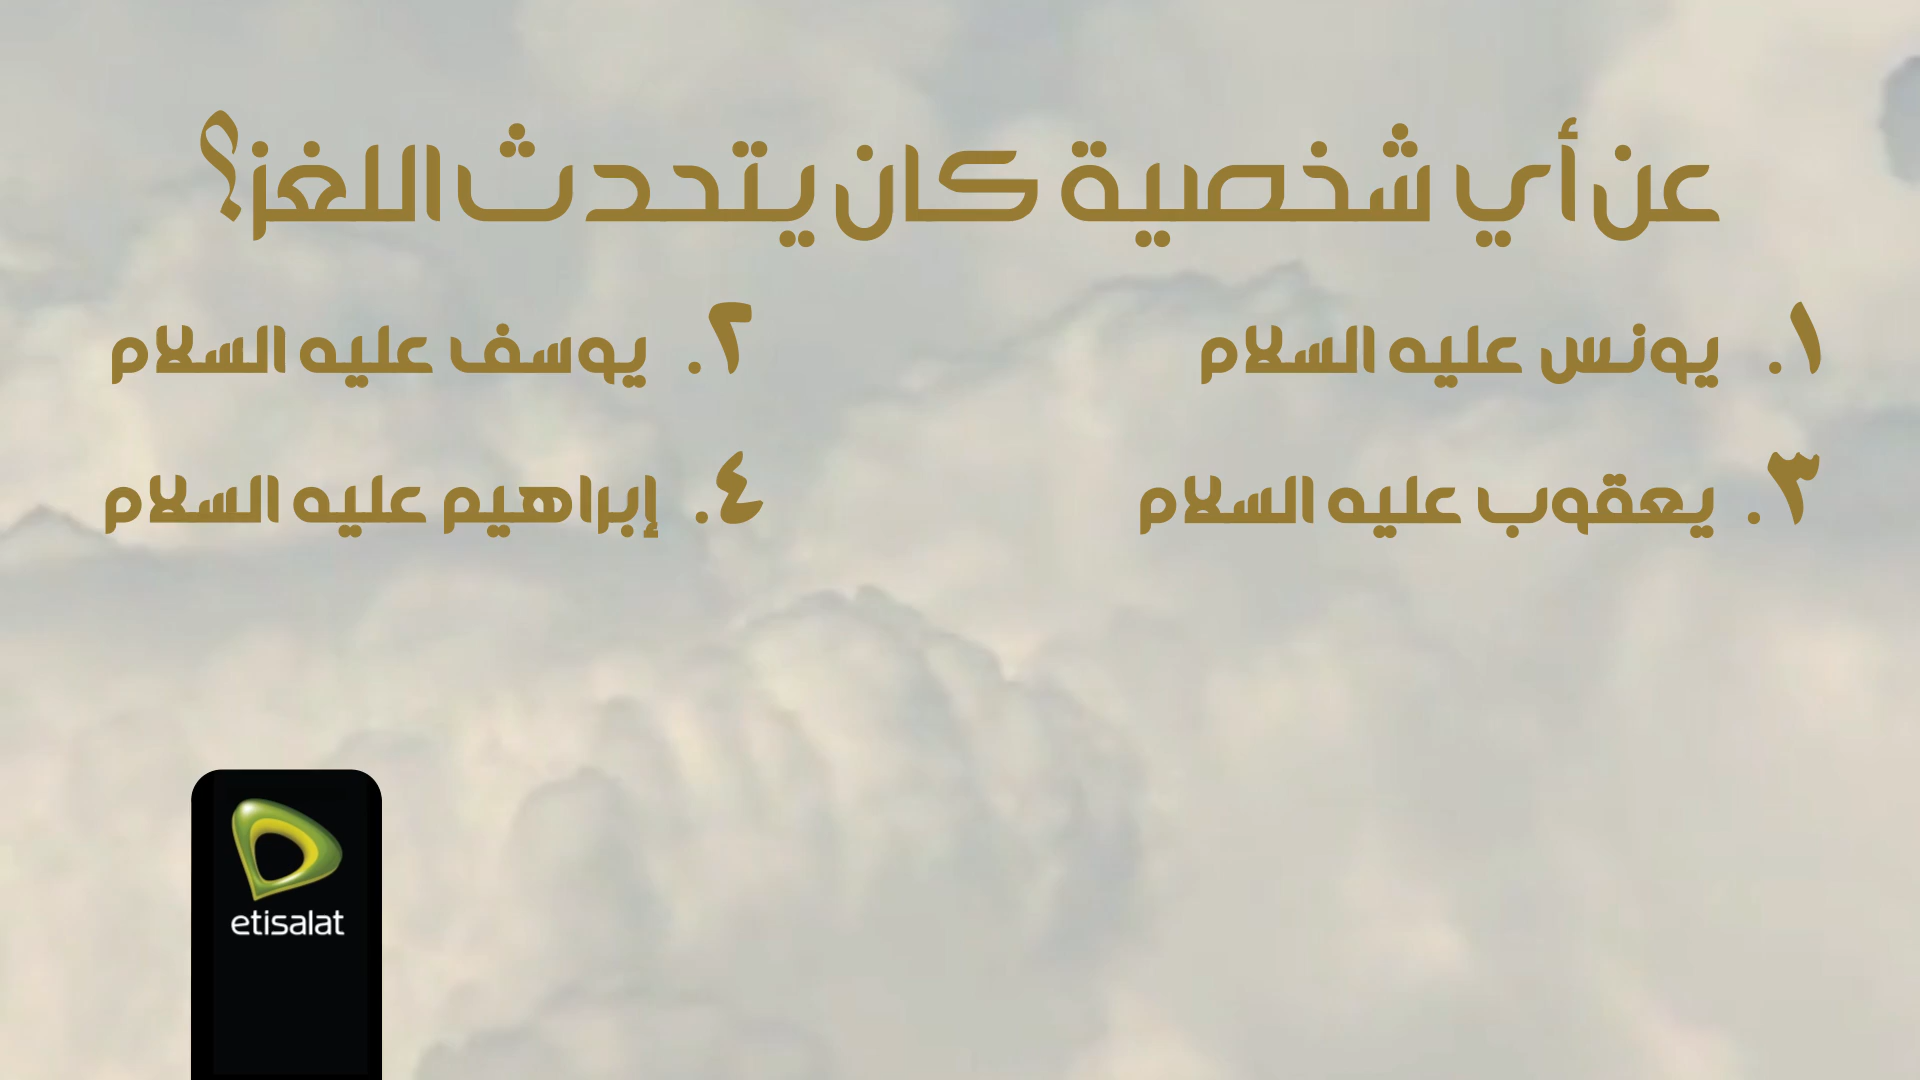 عن أي شخصية كان يتحدث اللغز؟
١. يونس عليه السلام
٢. يوسف عليه السلام
٣. يعقوب عليه السلام
٤. إبراهيم عليه السلام
etisalat